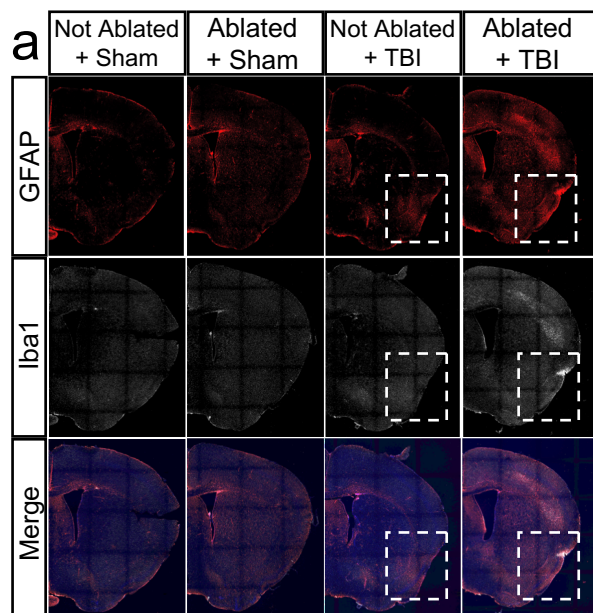 a
Not Ablated
+ Sham
Ablated
+ Sham
Not Ablated
+ TBI
Ablated
+ TBI
GFAP
Iba1
Merge